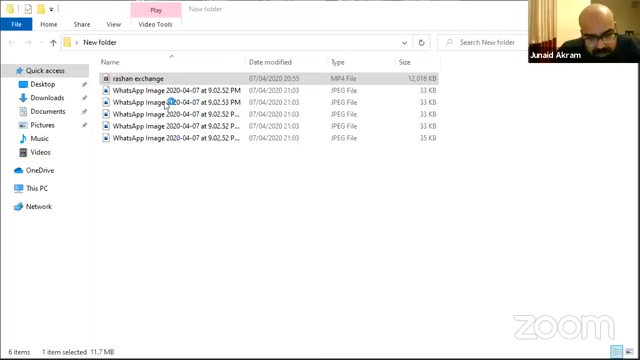 Play
New folder
File
Home
Share
View
Video Tools
New folder
Search New folder
Junaid Akram
Quick access
Desktop
Downloads
Documents
Pictures
Music
Videos
OneDrive
This PC
Network
Name Date modified Type Size
rashan exchange 07/04/2020 20:55 MP4 File 12,016 KB
WhatsApp Image 2020-04-07 at 9.02.52 PM 07/04/2020 21:03 JPEG File 33 KB
WhatsApp Image 2020-04-07 at 9.02.53 PM 07/04/2020 21:03 JPEG File 33 KB
WhatsApp Image 2020-04-07 at 9.02.52 P... 07/04/2020 21:03 JPEG File 33 KB
WhatsApp Image 2020-04-07 at 9.02.52 P... 07/04/2020 21:03 JPEG File 33 KB
WhatsApp Image 2020-04-07 at 9.02.52 P... 07/04/2020 21:03 JPEG File 35 KB
zoom
6 items 1 item selected 11.7 MB